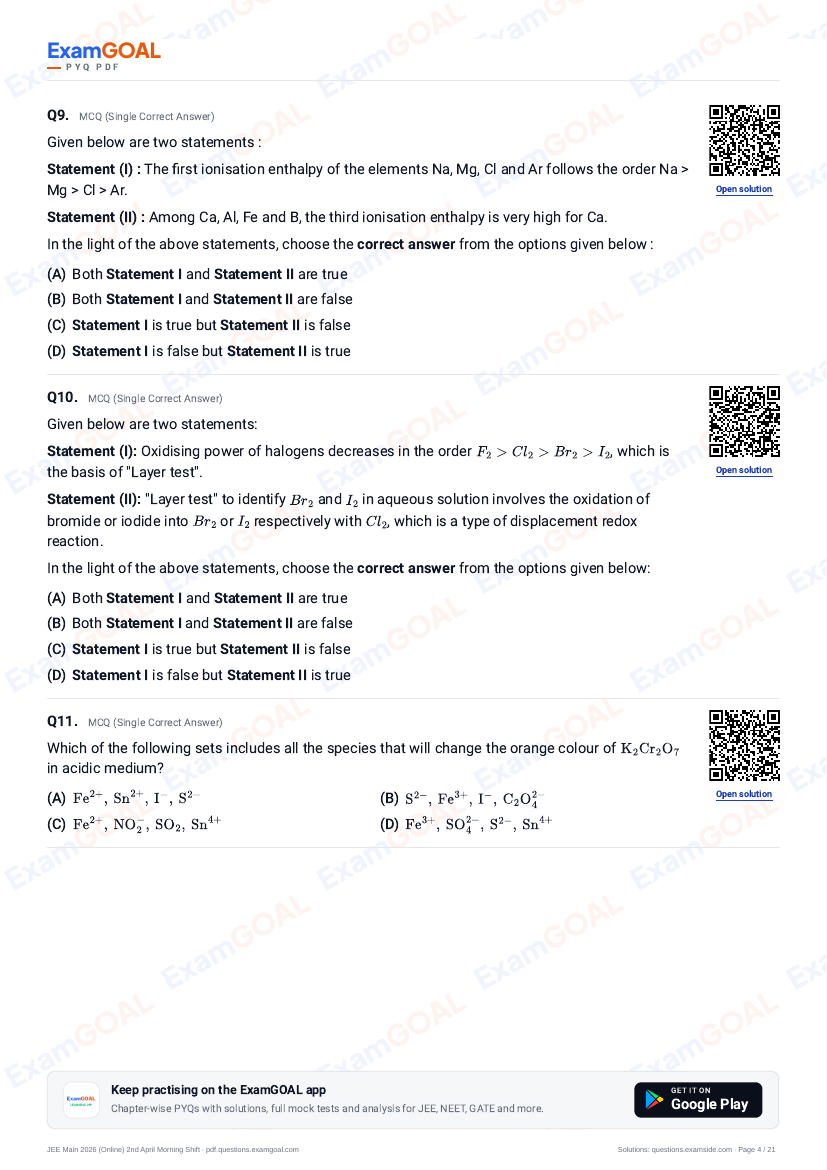 ExamGOAL
PYQ PDF
Q9. MCQ (Single Correct Answer)
Given below are two statements :
Statement (I) : The first ionisation enthalpy of the elements Na, Mg, Cl and Ar follows the order Na >
Mg > Cl > Ar.
Open solution
Statement (II) : Among Ca, Al, Fe and B, the third ionisation enthalpy is very high for Ca.
In the light of the above statements, choose the correct answer from the options given below :
(A) Both Statement I and Statement II are true
(B) Both Statement I and Statement II are false
(C) Statement I is true but Statement II is false
(D) Statement I is false but Statement II is true
Q10. MCQ (Single Correct Answer)
Given below are two statements:
Statement (I): Oxidising power of halogens decreases in the order F₂ > Cl₂ > Br₂ > I₂, which is
the basis of "Layer test".
Open solution
Statement (II): "Layer test" to identify Br₂ and I₂ in aqueous solution involves the oxidation of
bromide or iodide into Br₂ or I₂ respectively with Cl₂, which is a type of displacement redox
reaction.
In the light of the above statements, choose the correct answer from the options given below:
(A) Both Statement I and Statement II are true
(B) Both Statement I and Statement II are false
(C) Statement I is true but Statement II is false
(D) Statement I is false but Statement II is true
Q11. MCQ (Single Correct Answer)
Which of the following sets includes all the species that will change the orange colour of K₂Cr₂O₇
in acidic medium?
Open solution
(A) Fe²⁺, Sn²⁺, I⁻, S²⁻ (B) S²⁻, Fe³⁺, I⁻, C₂O₄²⁻
(C) Fe²⁺, NO₂⁻, SO₂, Sn⁴⁺ (D) Fe³⁺, SO₄²⁻, S²⁻, Sn⁴⁺
Keep practising on the ExamGOAL app
Chapter-wise PYQs with solutions, full mock tests and analysis for JEE, NEET, GATE and more.
GET IT ON
Google Play
JEE Main 2026 (Online) 2nd April Morning Shift · pdf.questions.examgoal.com Solutions: questions.examside.com · Page 4 / 21